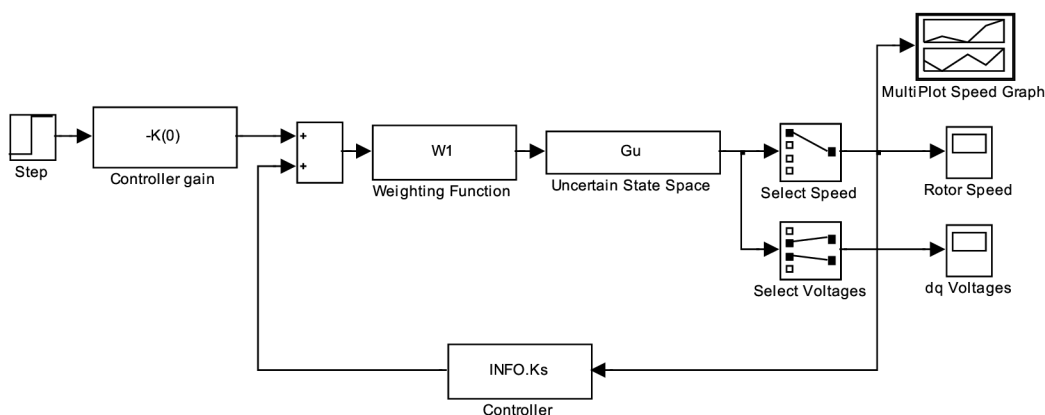 MultiPlot Speed Graph
-K(0)
+
+
W1
Gu
Step
Controller gain
Weighting Function
Uncertain State Space
Select Speed
Rotor Speed
Select Voltages
dq Voltages
INFO.Ks
Controller